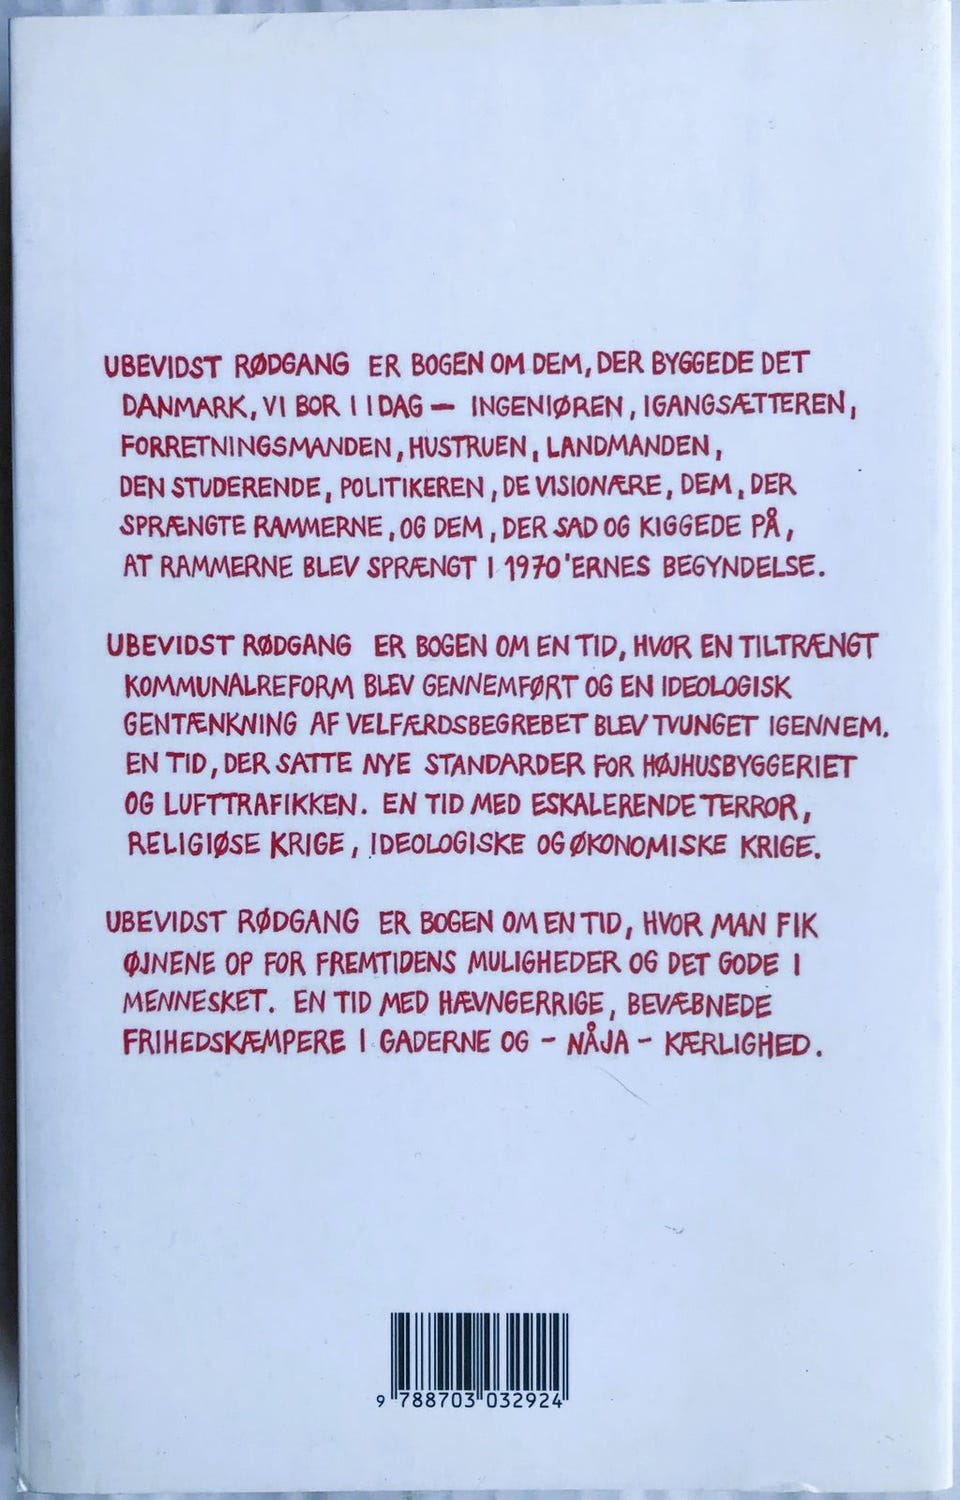 UBEVIDST RØDGANG ER BOGEN OM DEM, DER BYGGEDE DET
DANMARK, VI BOR I IDAG – INGENIØREN, IGANGSÆTTEREN,
FORRETNINGSMANDEN, HUSTRUEN, LANDMANDEN,
DEN STUDERENDE, POLITIKEREN, DE VISIONÆRE, DEM, DER
SPRÆNGTE RAMMERNE, OG DEM, DER SAD OG KIGGEDE PÅ,
AT RAMMERNE BLEV SPRÆNGT I 1970'ERNES BEGYNDELSE.
UBEVIDST RØDGANG ER BOGEN OM EN TID, HVOR EN TILTRÆNGT
KOMMUNALREFORM BLEV GENNEMFØRT OG EN IDEOLOGISK
GENTÆNKNING AF VELFÆRDSBEGREBET BLEV TVUNGET IGENNEM.
EN TID, DER SATTE NYE STANDARDER FOR HØJHUSBYGGERIET
OG LUFTTRAFIKKEN. EN TID MED ESKALERENDE TERROR,
RELIGIØSE KRIGE, IDEOLOGISKE OG ØKONOMISKE KRIGE.
UBEVIDST RØDGANG ER BOGEN OM EN TID, HVOR MAN FIK
ØJNENE OP FOR FREMTIDENS MULIGHEDER OG DET GODE I
MENNESKET. EN TID MED HÆVNGERRIGE, BEVÆBNEDE
FRIHEDSKÆMPERE I GADERNE OG – NÅJA – KÆRLIGHED.
9 788703 032924